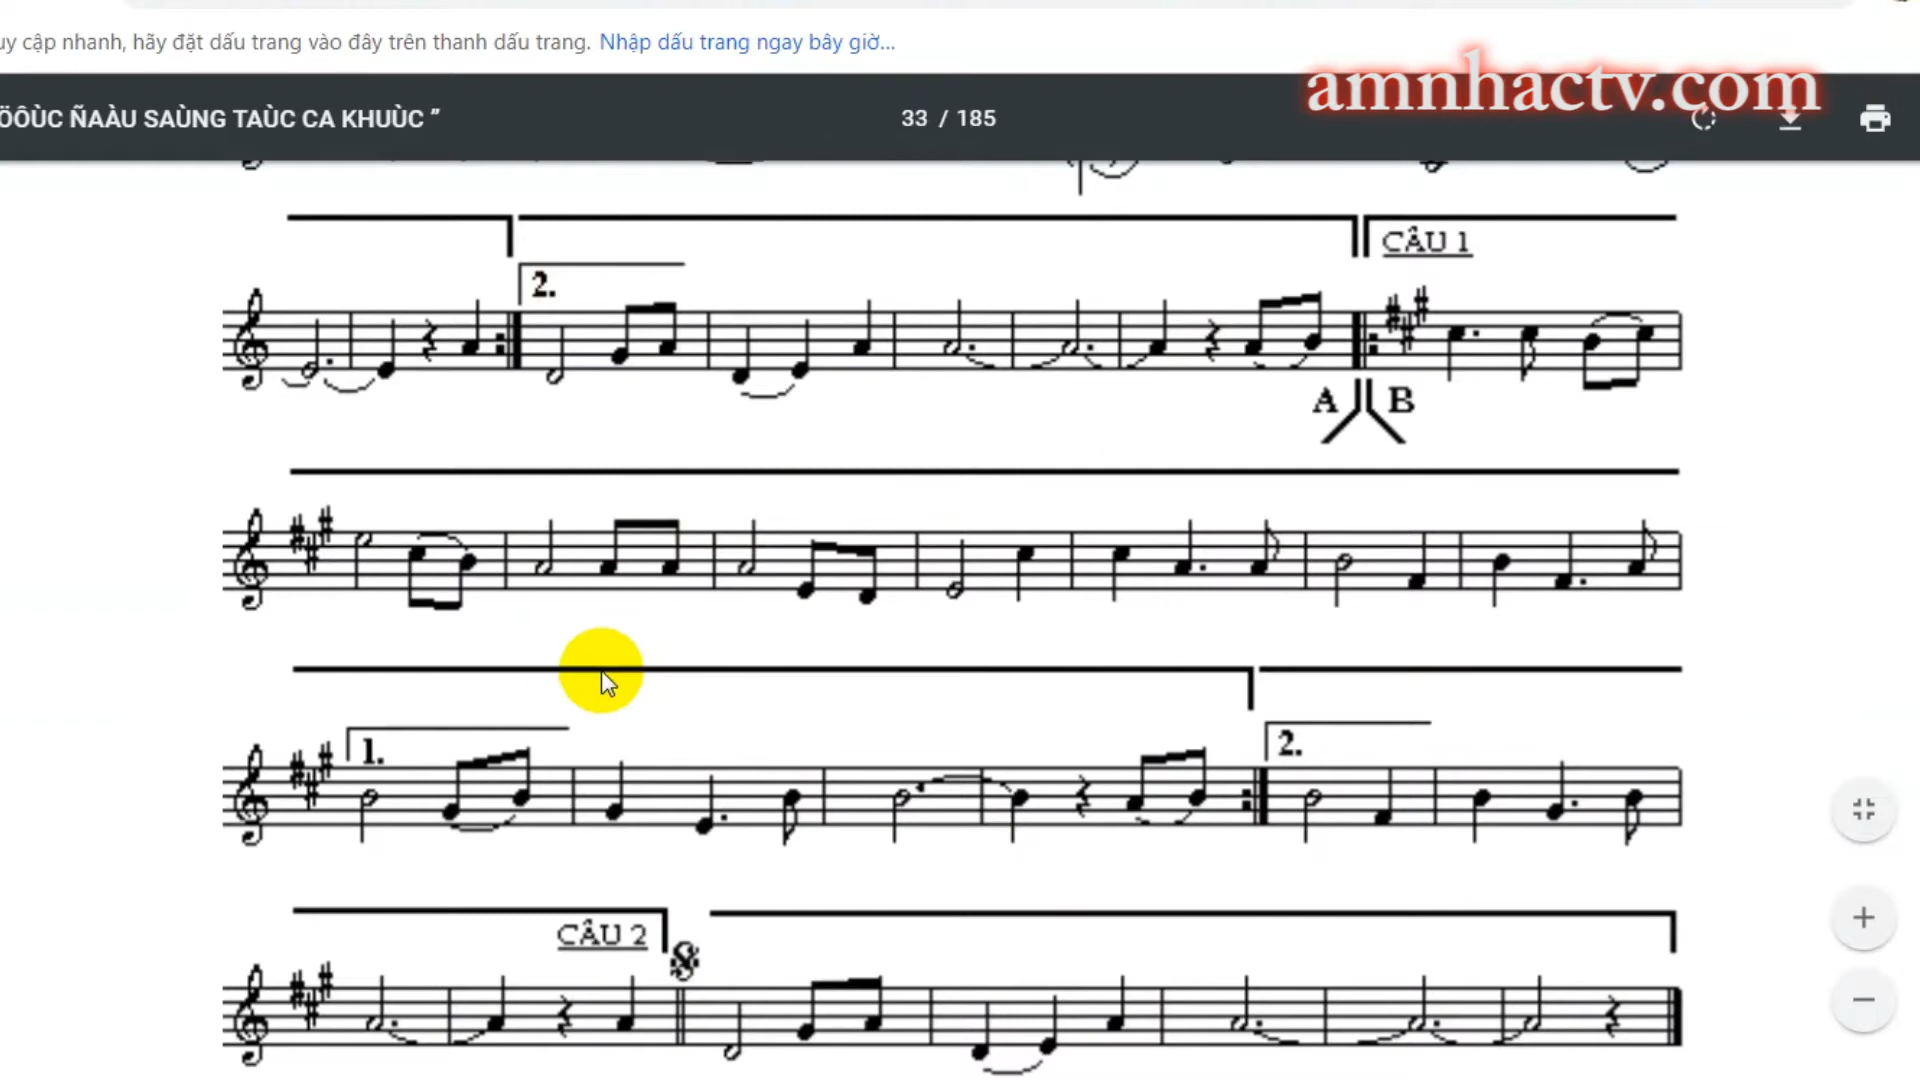 uy cập nhanh, hãy đặt dấu trang vào đây trên thanh dấu trang. Nhập dấu trang ngay bây giờ...
amnhactv.com
ÖÔÙC ÑAÀU SAÙNG TAÙC CA KHUÙC ”
33 / 185
CÂU 1
2.
A B
1.
2.
CÂU 2